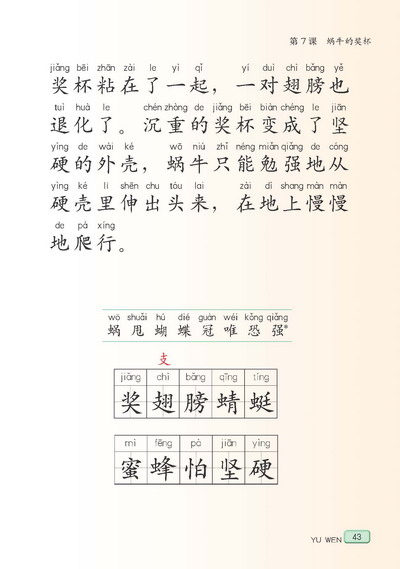 第7课 蜗牛的奖杯
jiǎng bēi zhān zài le yì qǐ yí duì chì bǎng yě
奖杯粘在了一起，一对翅膀也
tuì huà le chén zhòng de jiǎng bēi biàn chéng le jiān
退化了。沉重的奖杯变成了坚
yìng de wài ké wō niú zhǐ néng miǎn qiǎng de cóng
硬的外壳，蜗牛只能勉强地从
yìng ké li shēn chu tóu lai zài dì shang màn màn
硬壳里伸出头来，在地上慢慢
de pá xíng
地爬行。
wō shuǎi hú dié guàn wéi kǒng qiǎng
蜗甩蝴蝶冠唯恐强*
支
jiǎng chì bǎng qīng tíng
奖翅膀蜻蜓
mì fēng pà jiān yìng
蜜蜂怕坚硬
YU WEN 43